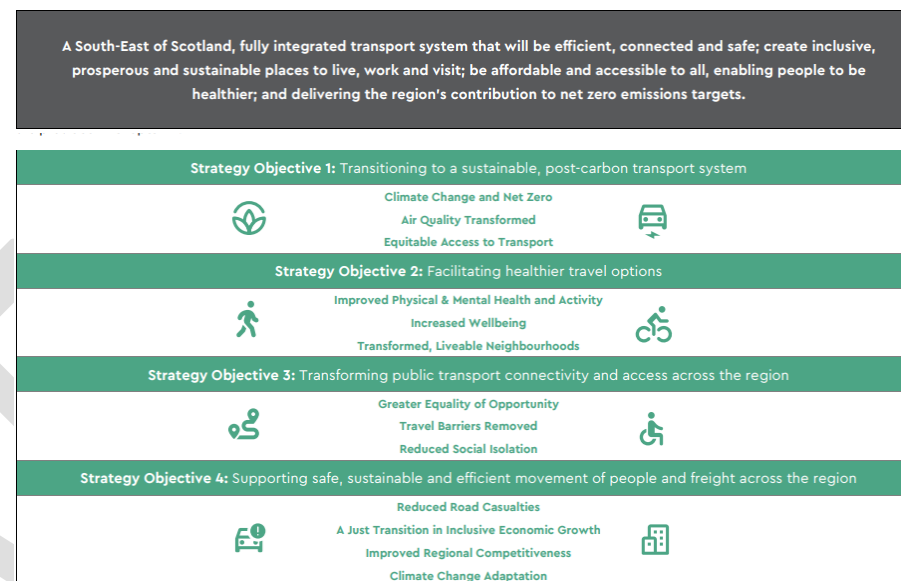 A South-East of Scotland, fully integrated transport system that will be efficient, connected and safe; create inclusive,
prosperous and sustainable places to live, work and visit; be affordable and accessible to all, enabling people to be
healthier; and delivering the region's contribution to net zero emissions targets.
Strategy Objective 1: Transitioning to a sustainable, post-carbon transport system
Climate Change and Net Zero
Air Quality Transformed
Equitable Access to Transport
Strategy Objective 2: Facilitating healthier travel options
Improved Physical & Mental Health and Activity
Increased Wellbeing
Transformed, Liveable Neighbourhoods
Strategy Objective 3: Transforming public transport connectivity and access across the region
Greater Equality of Opportunity
Travel Barriers Removed
Reduced Social Isolation
Strategy Objective 4: Supporting safe, sustainable and efficient movement of people and freight across the region
Reduced Road Casualties
A Just Transition in Inclusive Economic Growth
Improved Regional Competitiveness
Climate Change Adaptation